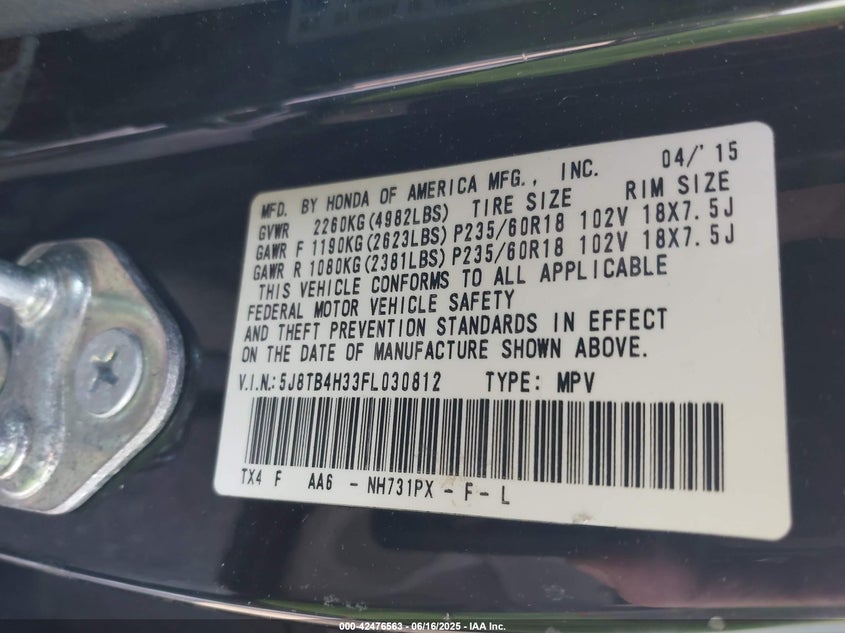 MFD. BY HONDA OF AMERICA MFG., INC. 04/'15
GVWR 2260KG(4982LBS) TIRE SIZE RIM SIZE
GAWR F 1190KG(2623LBS) P235/60R18 102V 18X7.5J
GAWR R 1080KG(2381LBS) P235/60R18 102V 18X7.5J
THIS VEHICLE CONFORMS TO ALL APPLICABLE
FEDERAL MOTOR VEHICLE SAFETY
AND THEFT PREVENTION STANDARDS IN EFFECT
ON THE DATE OF MANUFACTURE SHOWN ABOVE.
V.I.N.: 5J8TB4H33FL030812 TYPE: MPV
TX4 F AA6 - NH731PX - F - L
000-42476563 - 06/16/2025 - IAA Inc.